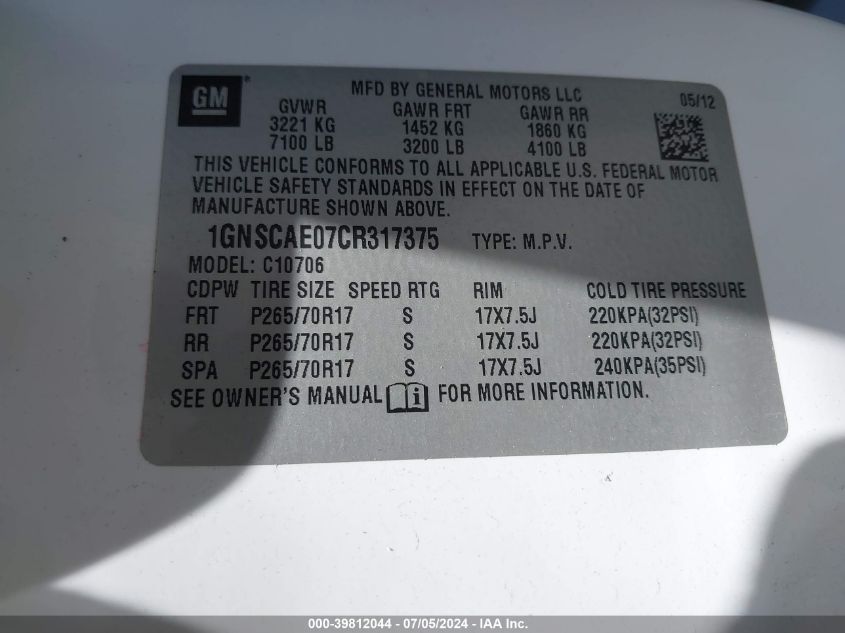 GM
MFD BY GENERAL MOTORS LLC
05/12
GVWR GAWR FRT GAWR RR
3221 KG 1452 KG 1860 KG
7100 LB 3200 LB 4100 LB
THIS VEHICLE CONFORMS TO ALL APPLICABLE U.S. FEDERAL MOTOR
VEHICLE SAFETY STANDARDS IN EFFECT ON THE DATE OF
MANUFACTURE SHOWN ABOVE.
1GNSCAE07CR317375 TYPE: M.P.V.
MODEL: C10706
CDPW TIRE SIZE SPEED RTG RIM COLD TIRE PRESSURE
FRT P265/70R17 S 17X7.5J 220KPA(32PSI)
RR P265/70R17 S 17X7.5J 220KPA(32PSI)
SPA P265/70R17 S 17X7.5J 240KPA(35PSI)
SEE OWNER'S MANUAL i FOR MORE INFORMATION.
000-39812044 - 07/05/2024 - IAA Inc.